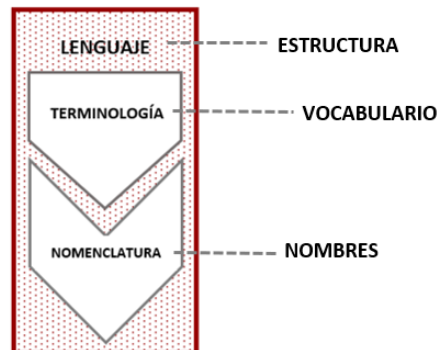 LENGUAJE ESTRUCTURA
TERMINOLOGÍA VOCABULARIO
NOMENCLATURA NOMBRES